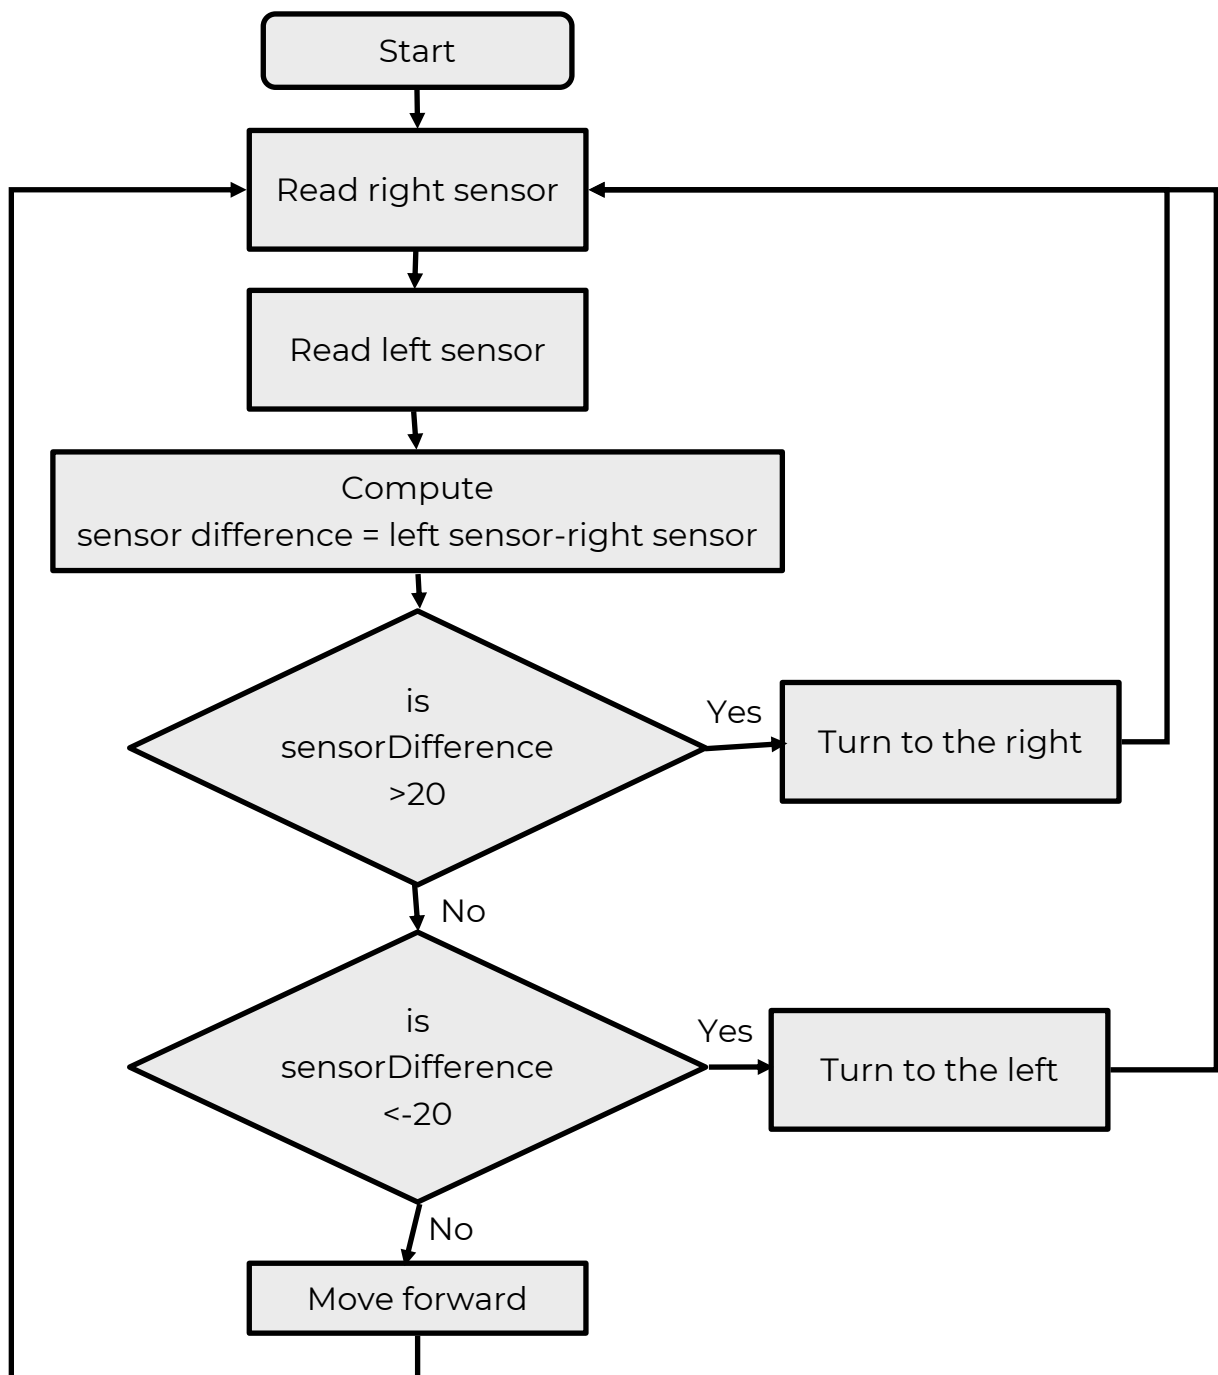 Start
Read right sensor
Read left sensor
Compute
sensor difference = left sensor-right sensor
is
sensorDifference
>20
Yes
Turn to the right
No
is
sensorDifference
<-20
Yes
Turn to the left
No
Move forward